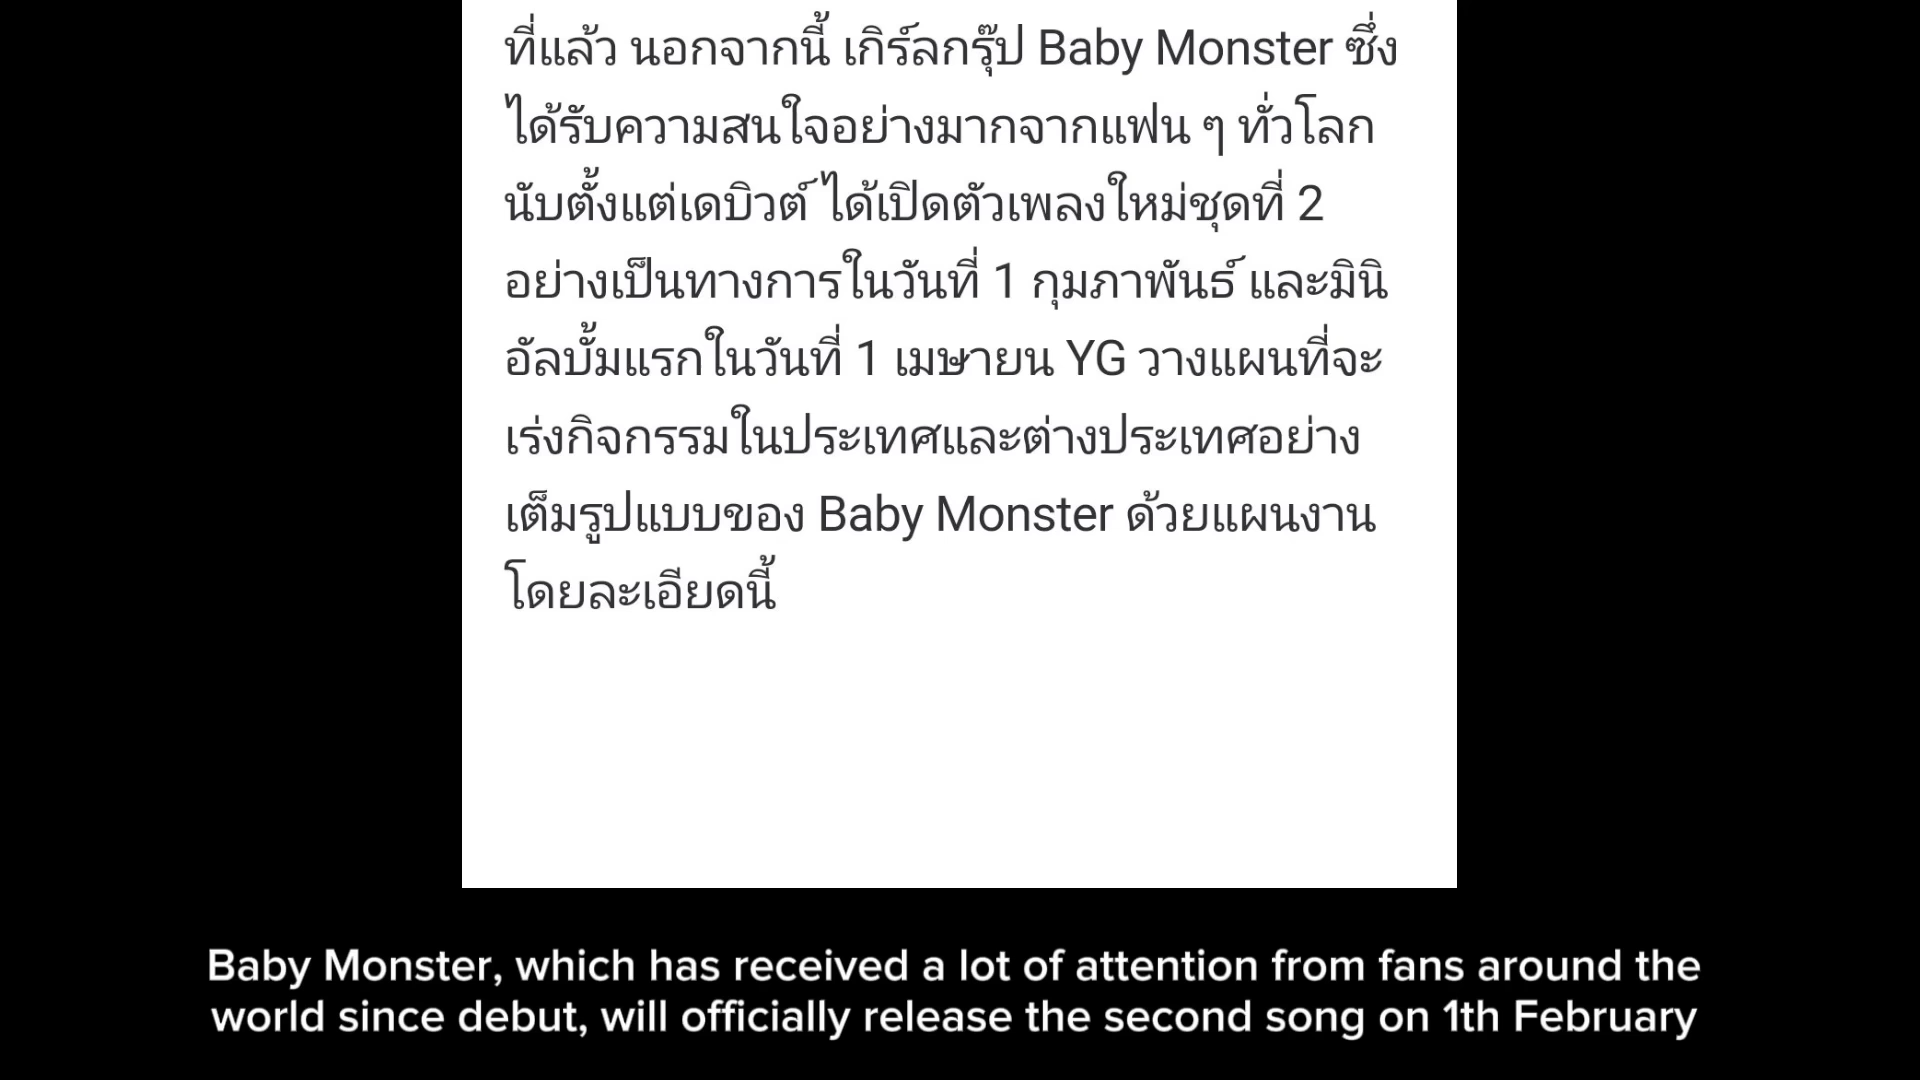 ที่แล้ว นอกจากนี้ เกิร์ลกรุ๊ป Baby Monster ซึ่ง
ได้รับความสนใจอย่างมากจากแฟน ๆ ทั่วโลก
นับตั้งแต่เดบิวต์ ได้เปิดตัวเพลงใหม่ชุดที่ 2
อย่างเป็นทางการในวันที่ 1 กุมภาพันธ์ และมินิ
อัลบั้มแรกในวันที่ 1 เมษายน YG วางแผนที่จะ
เร่งกิจกรรมในประเทศและต่างประเทศอย่าง
เต็มรูปแบบของ Baby Monster ด้วยแผนงาน
โดยละเอียดนี้
Baby Monster, which has received a lot of attention from fans around the
world since debut, will officially release the second song on 1th February